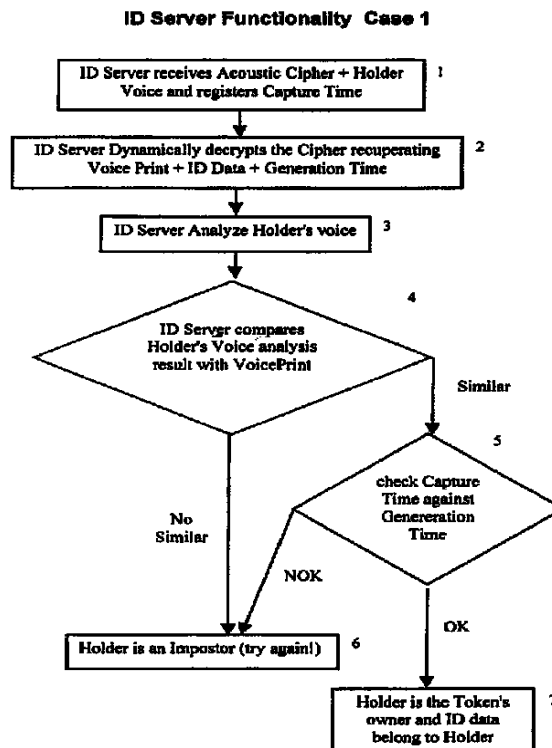 ID Server Functionality Case 1
ID Server receives Acoustic Cipher + Holder
Voice and registers Capture Time
1
ID Server Dynamically decrypts the Cipher recuperating
Voice Print + ID Data + Generation Time
2
ID Server Analyze Holder's voice
3
4
ID Server compares
Holder's Voice analysis
result with VoicePrint
Similar
5
check Capture
Time against
Genereration
Time
No
Similar
NOK
OK
Holder is an Impostor (try again!)
6
7
Holder is the Token's
owner and ID data
belong to Holder